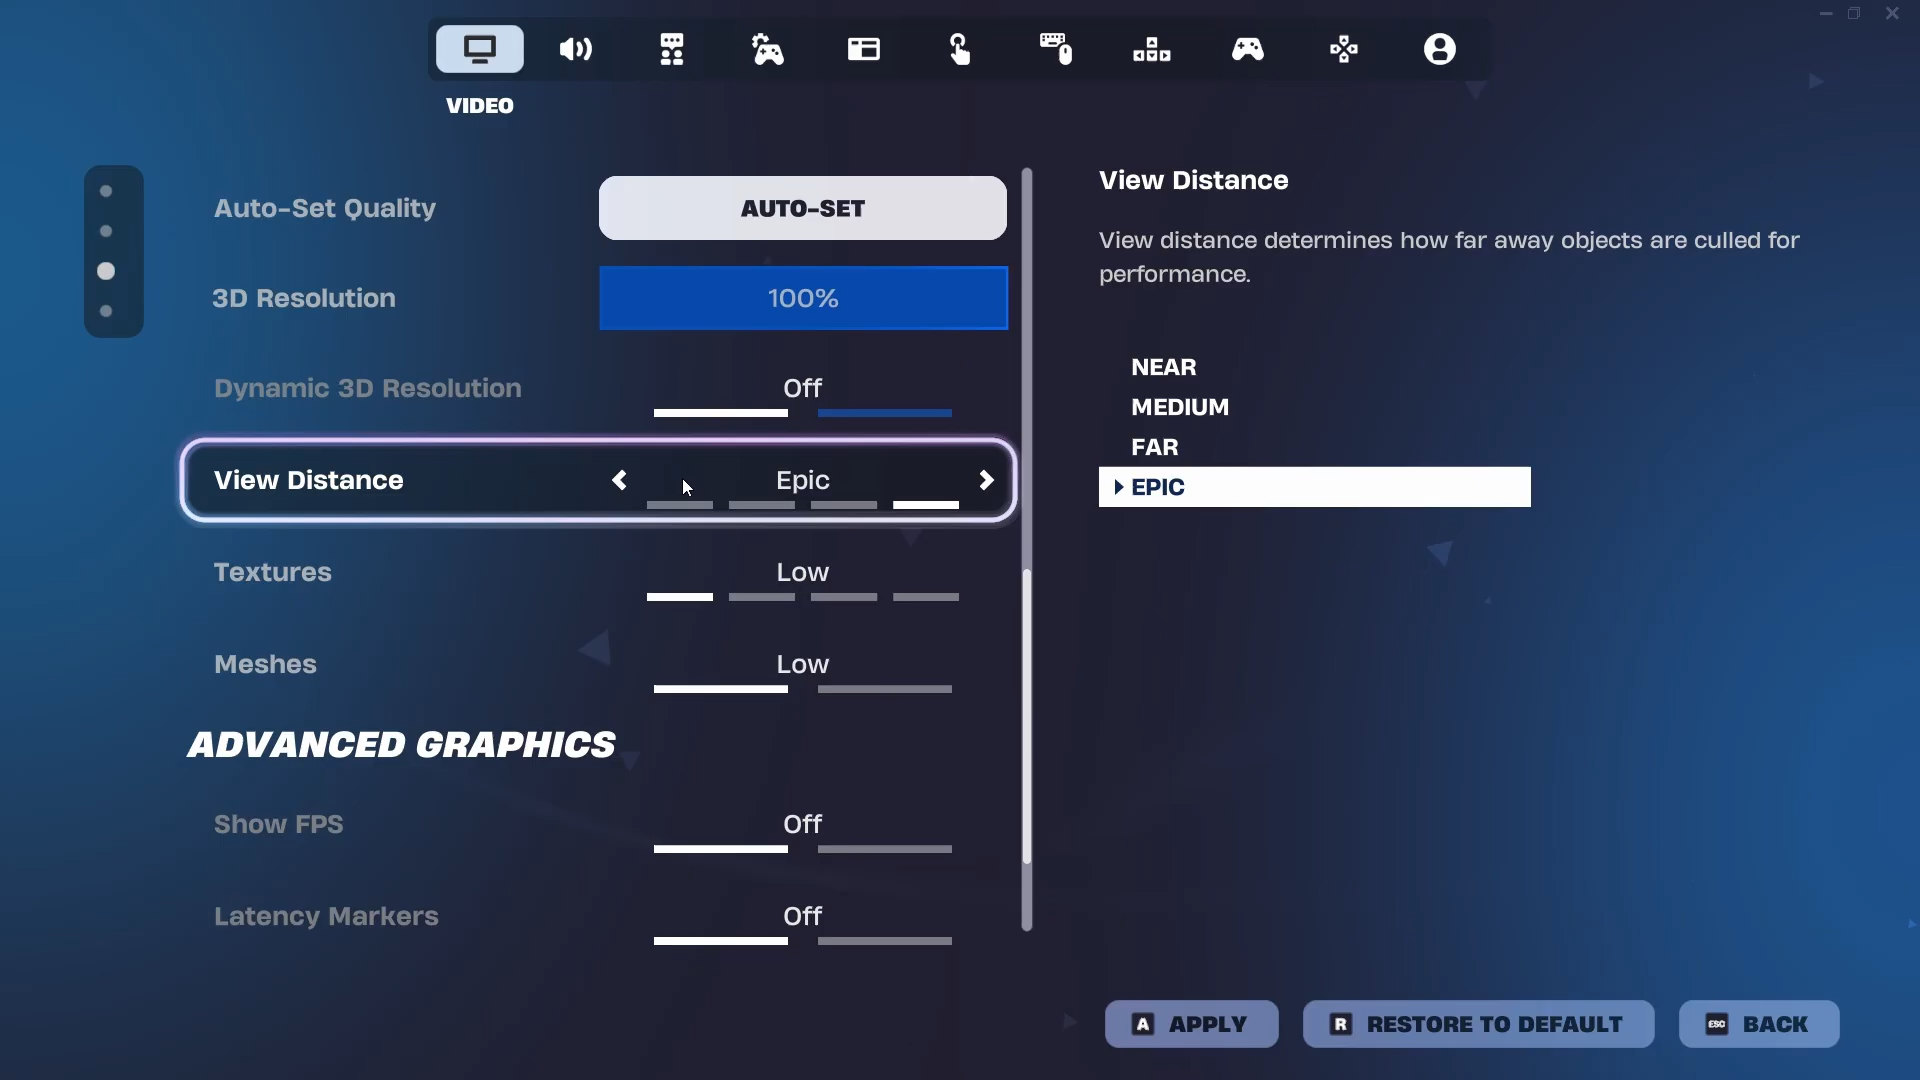 VIDEO
Auto-Set Quality
AUTO-SET
3D Resolution
100%
Dynamic 3D Resolution
Off
View Distance
Epic
Textures
Low
Meshes
Low
ADVANCED GRAPHICS
Show FPS
Off
Latency Markers
Off
View Distance
View distance determines how far away objects are culled for
performance.
NEAR
MEDIUM
FAR
EPIC
A APPLY
R RESTORE TO DEFAULT
ESC BACK